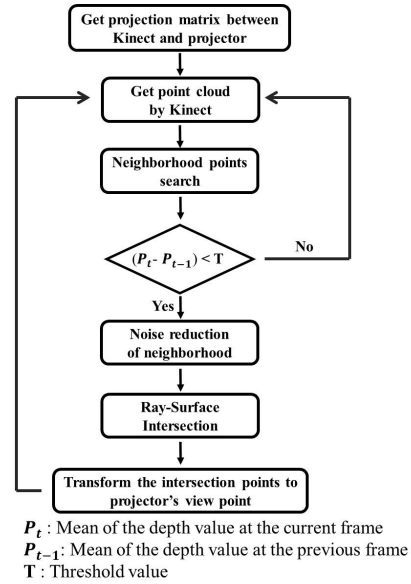 Get projection matrix between
Kinect and projector
Get point cloud
by Kinect
Neighborhood points
search
(Pₜ- Pₜ₋₁) < T
No
Yes
Noise reduction
of neighborhood
Ray-Surface
Intersection
Transform the intersection points to
projector's view point
Pₜ : Mean of the depth value at the current frame
Pₜ₋₁: Mean of the depth value at the previous frame
T : Threshold value